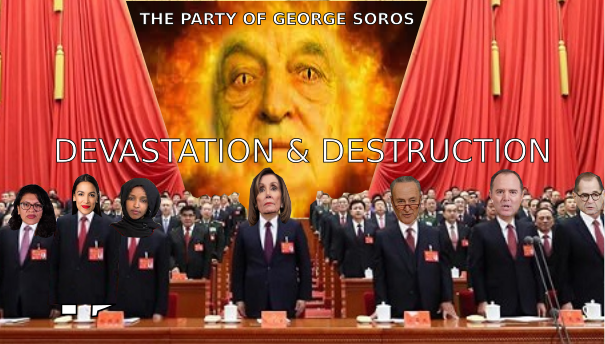 THE PARTY OF GEORGE SOROS
DEVASTATION & DESTRUCTION